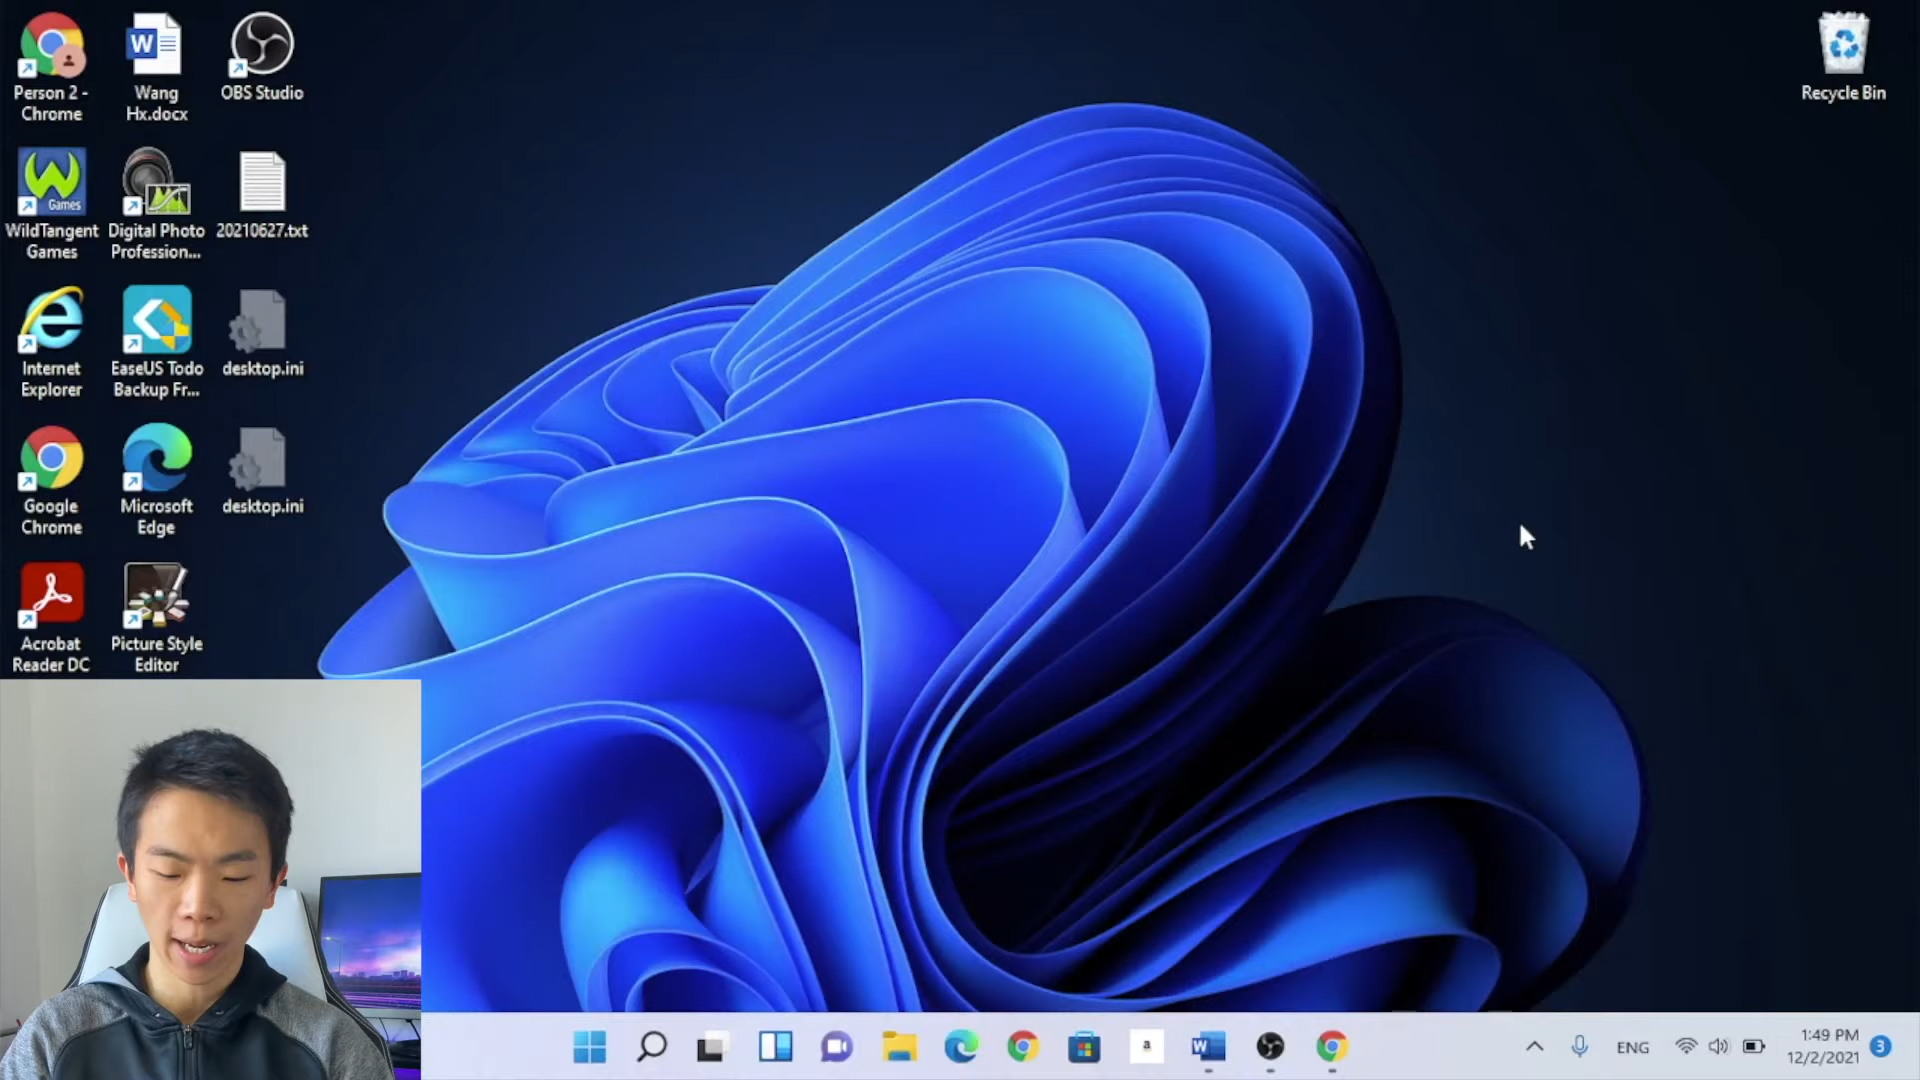 Person 2 -
Chrome
W
Wang
Hx.docx
OBS Studio
Recycle Bin
W
Games
WildTangent
Games
Digital Photo
Profession...
20210627.txt
Internet
Explorer
EaseUS Todo
Backup Fr...
desktop.ini
Google
Chrome
Microsoft
Edge
desktop.ini
Acrobat
Reader DC
Picture Style
Editor
a
W
ENG
1:49 PM
12/2/2021
3